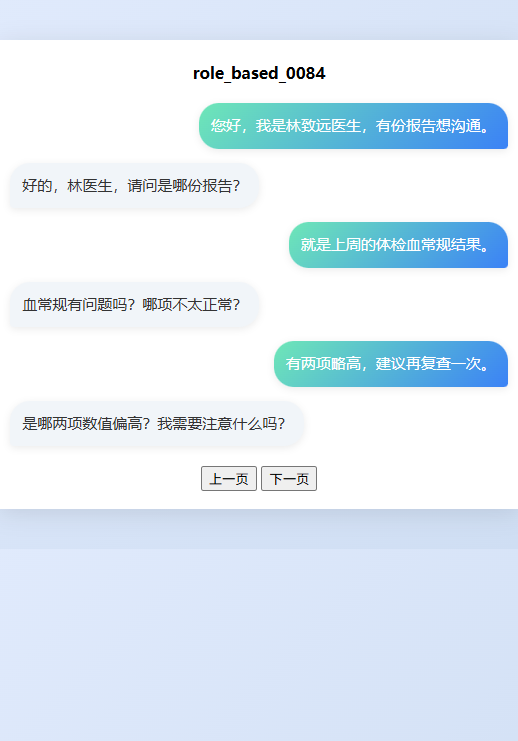 role_based_0084
您好，我是林致远医生，有份报告想沟通。
好的，林医生，请问是哪份报告？
就是上周的体检血常规结果。
血常规有问题吗？哪项不太正常？
有两项略高，建议再复查一次。
是哪两项数值偏高？我需要注意什么吗？
上一页 下一页